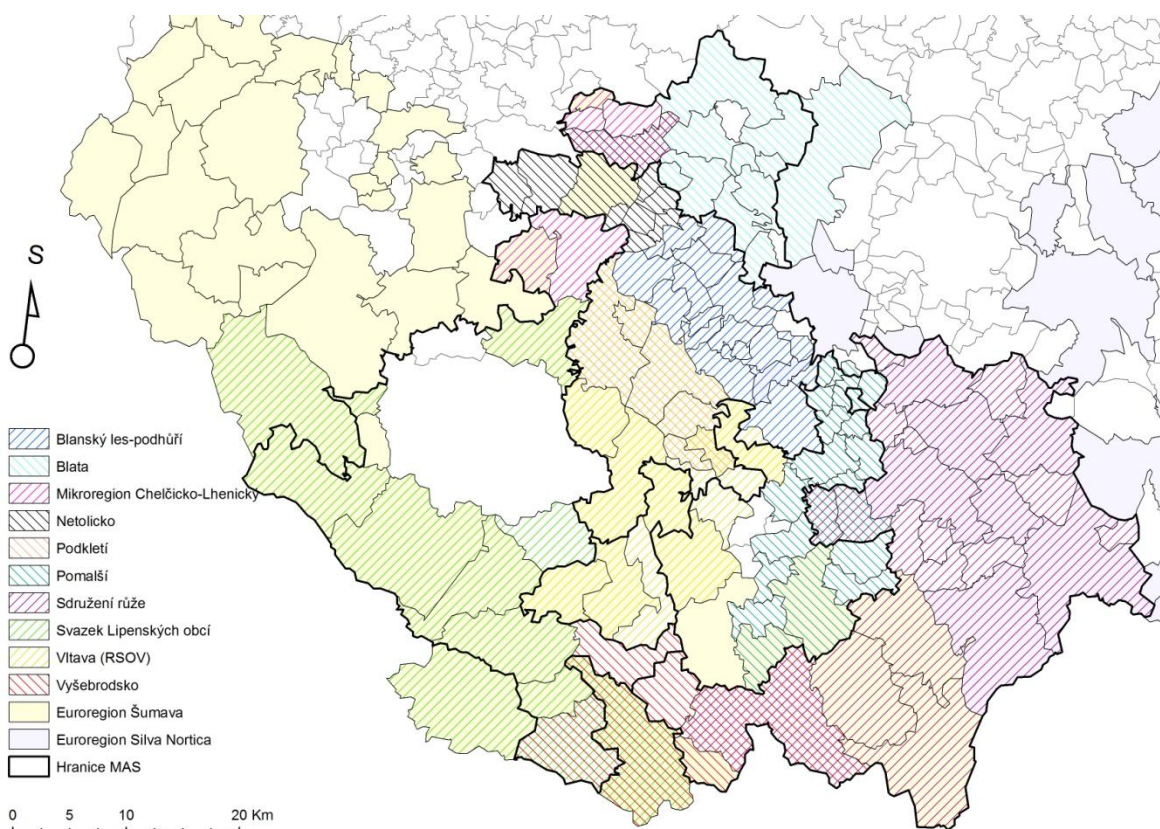 S
Blanský les-podhůří
Blata
Mikroregion Chelčicko-Lhenický
Netolicko
Podkletí
Pomalší
Sdružení růže
Svazek Lipenských obcí
Vltava (RSOV)
Vyšebrodsko
Euroregion Šumava
Euroregion Silva Nortica
Hranice MAS
0 5 10 20 Km